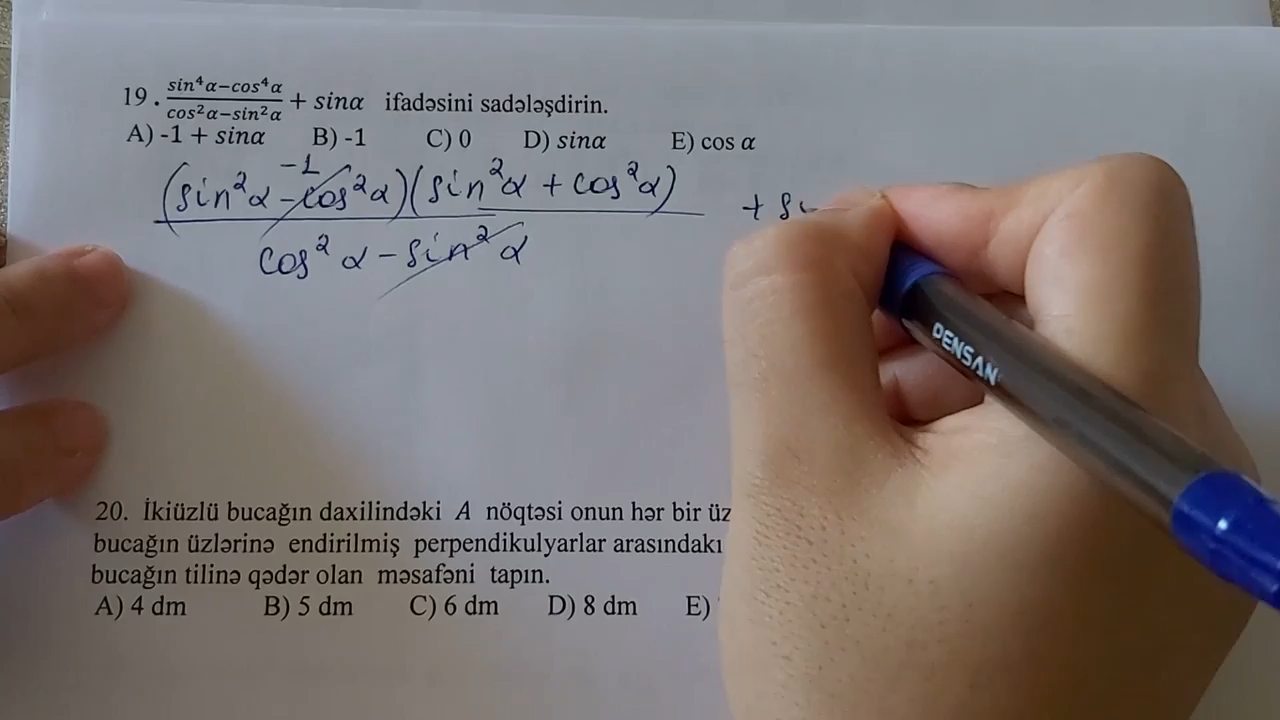 19. \frac{sin⁴α−cos⁴α}{cos²α−sin²α} + sinα ifadəsini sadələşdirin.
A) -1 + sinα B) -1 C) 0 D) sinα E) cos α
-1
(sin²α - cos²α)(sin²α + cos²α) +
cos²α - sin²α
PENSAN
20. İkiüzlü bucağın daxilindəki A nöqtəsi onun hər bir
bucağın üzlərinə endirilmiş perpendikulyarlar arasındakı
bucağın tilinə qədər olan məsafəni tapın.
A) 4 dm B) 5 dm C) 6 dm D) 8 dm E)